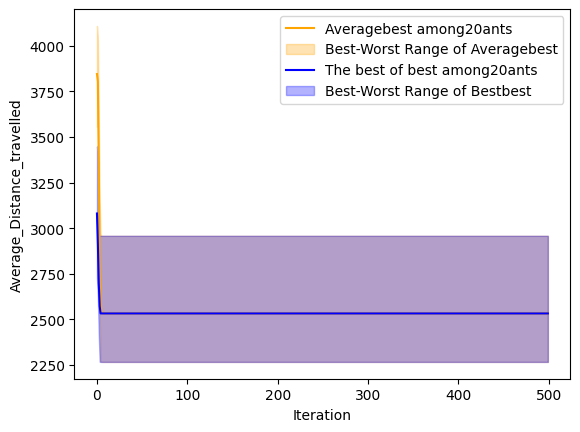 Averagebest among20ants
Best-Worst Range of Averagebest
The best of best among20ants
Best-Worst Range of Bestbest
Average_Distance_travelled
4000
3750
3500
3250
3000
2750
2500
2250
0 100 200 300 400 500
Iteration